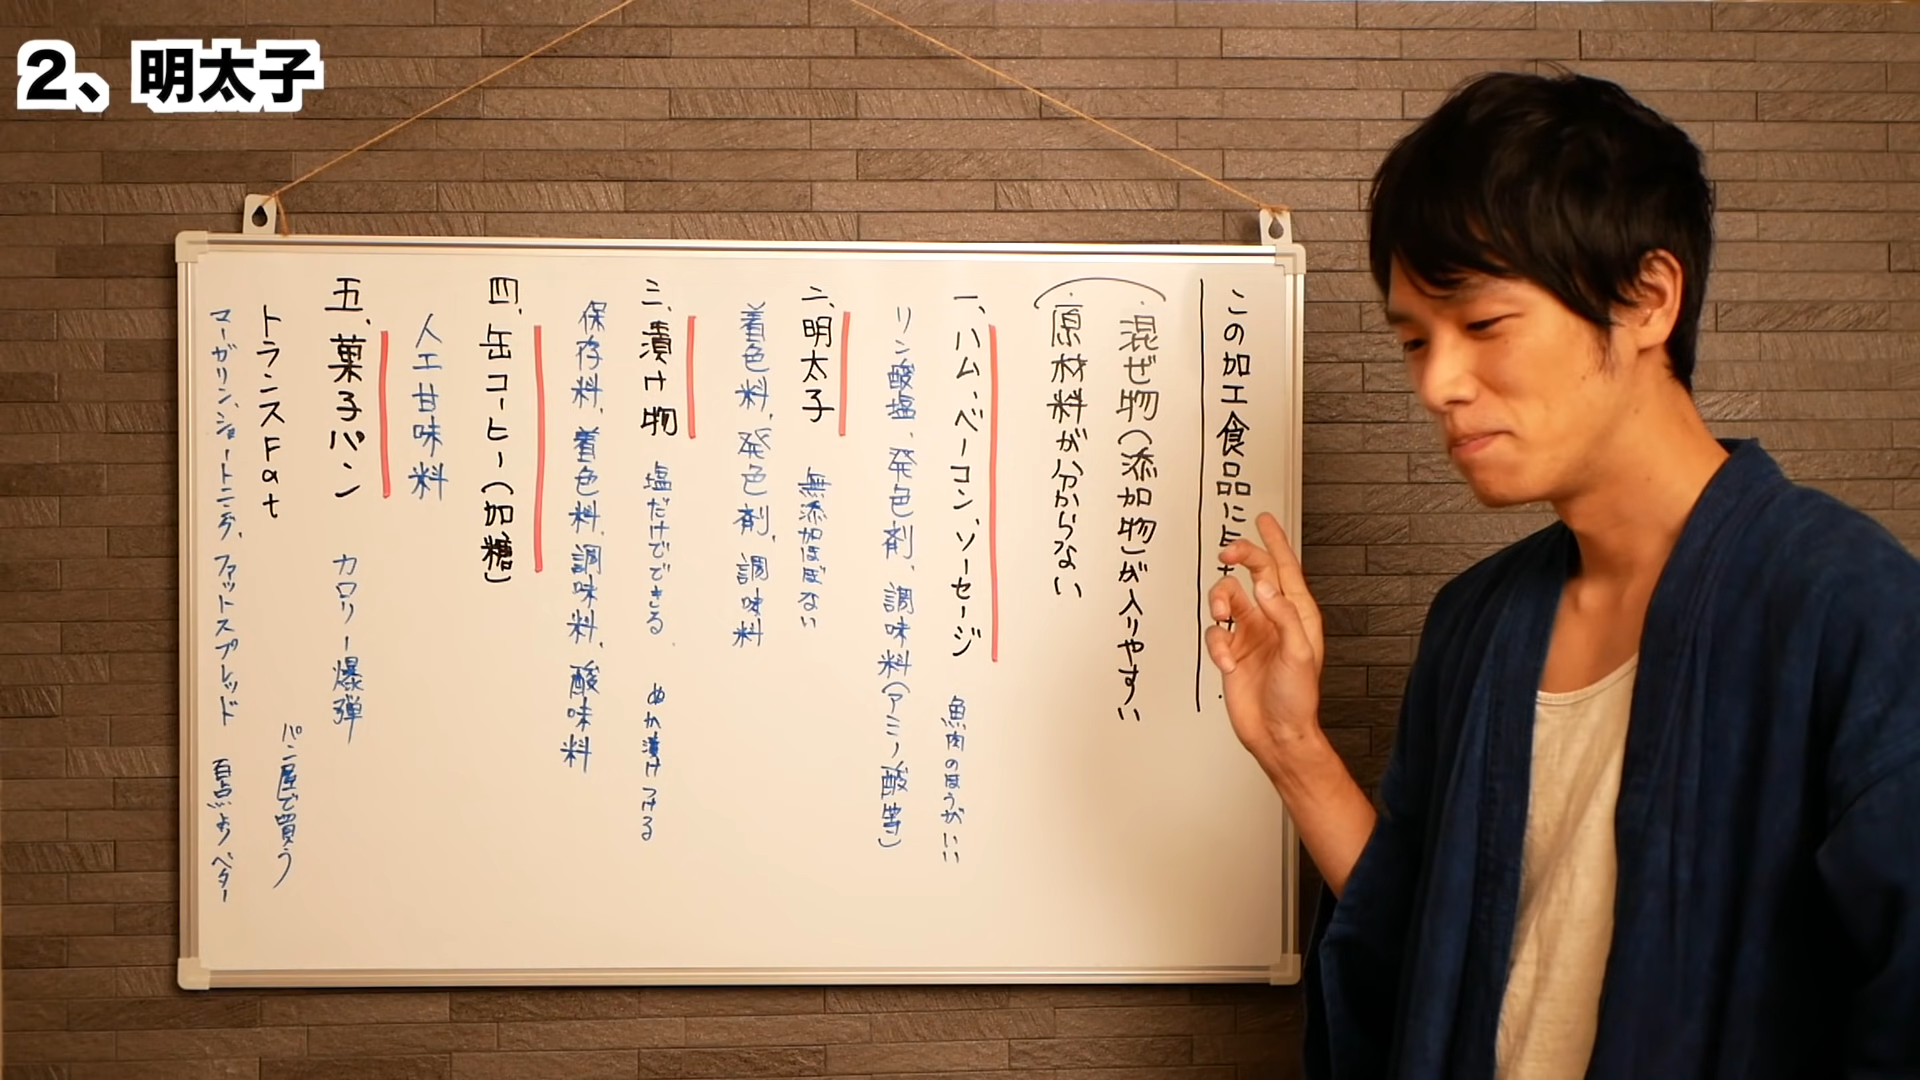 2、明太子
この加工食品に
・混ぜ物(添加物)が入りやすい
・原材料が分からない
一、ハム、ベーコン、ソーセージ 魚肉のほうがいい
リン酸塩、発色剤、調味料(アミノ酸等)
二、明太子 無添加ほぼない
着色料、発色剤、調味料
三、漬け物 塩だけでできる、ぬか漬けつける
保存料、着色料、調味料、酸味料
四、缶コーヒー(加糖)
人工甘味料
五、菓子パン カロリー爆弾
トランスFat パン屋で買う
マーガリン、ショートニング、ファットスプレッド 百点よりベター